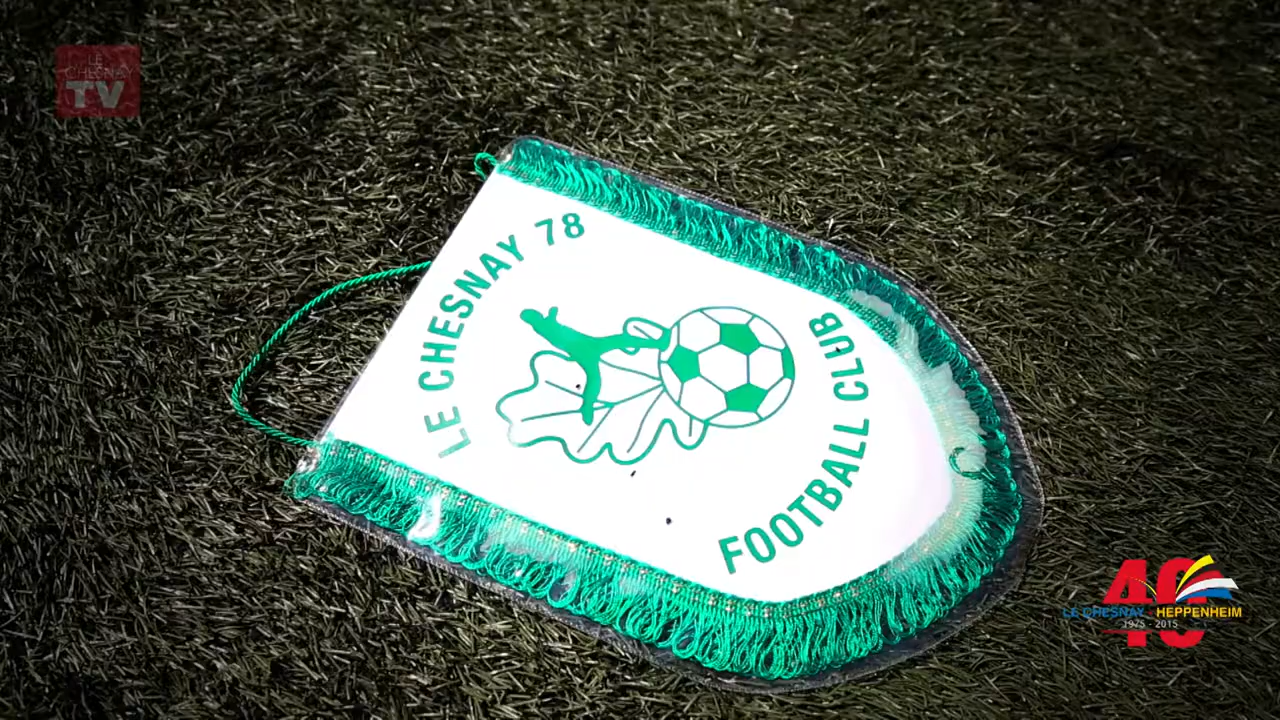 LE
CHESNAY
TV
LE CHESNAY 78
FOOTBALL CLUB
40
LE CHESNAY HEPPENHEIM
1975 - 2015